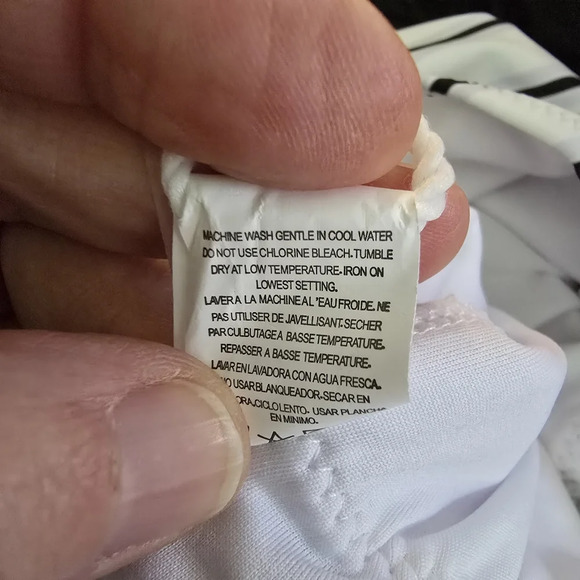 MACHINE WASH GENTLE IN COOL WATER
DO NOT USE CHLORINE BLEACH-TUMBLE
DRY AT LOW TEMPERATURE-IRON ON
LOWEST SETTING.
LAVER A LA MACHINE A L'EAU FROIDE. NE
PAS UTILISER DE JAVELLISANT-SECHER
PAR CULBUTAGE A BASSE TEMPERATURE.
REPASSER A BASSE TEMPERATURE.
LAVAR EN LAVADORA CON AGUA FRESCA.
USAR BLANQUEADOR-SECAR EN
CICLO LENTO. USAR
EN MINIMO.